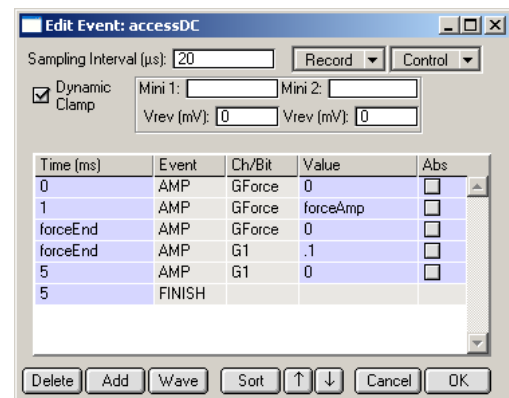 Edit Event: accessDC
Sampling Interval (µs): 20 Record Control
Dynamic Clamp Mini 1: Mini 2:
Vrev (mV): 0 Vrev (mV): 0
Time (ms) Event Ch/Bit Value Abs
0 AMP GForce 0
1 AMP GForce forceAmp
forceEnd AMP GForce 0
forceEnd AMP G1 .1
5 AMP G1 0
5 FINISH
Delete Add Wave Sort ↑ ↓ Cancel OK